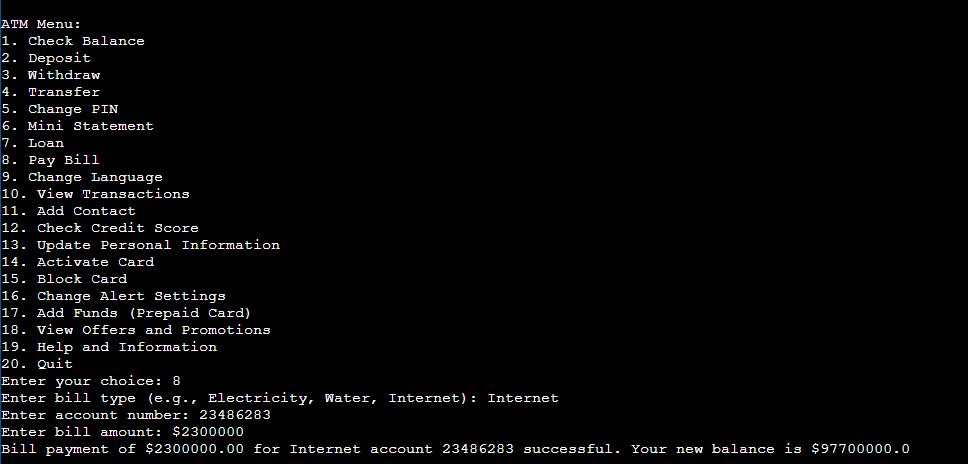 ATM Menu:
1. Check Balance
2. Deposit
3. Withdraw
4. Transfer
5. Change PIN
6. Mini Statement
7. Loan
8. Pay Bill
9. Change Language
10. View Transactions
11. Add Contact
12. Check Credit Score
13. Update Personal Information
14. Activate Card
15. Block Card
16. Change Alert Settings
17. Add Funds (Prepaid Card)
18. View Offers and Promotions
19. Help and Information
20. Quit
Enter your choice: 8
Enter bill type (e.g., Electricity, Water, Internet): Internet
Enter account number: 23486283
Enter bill amount: $2300000
Bill payment of $2300000.00 for Internet account 23486283 successful. Your new balance is $97700000.0